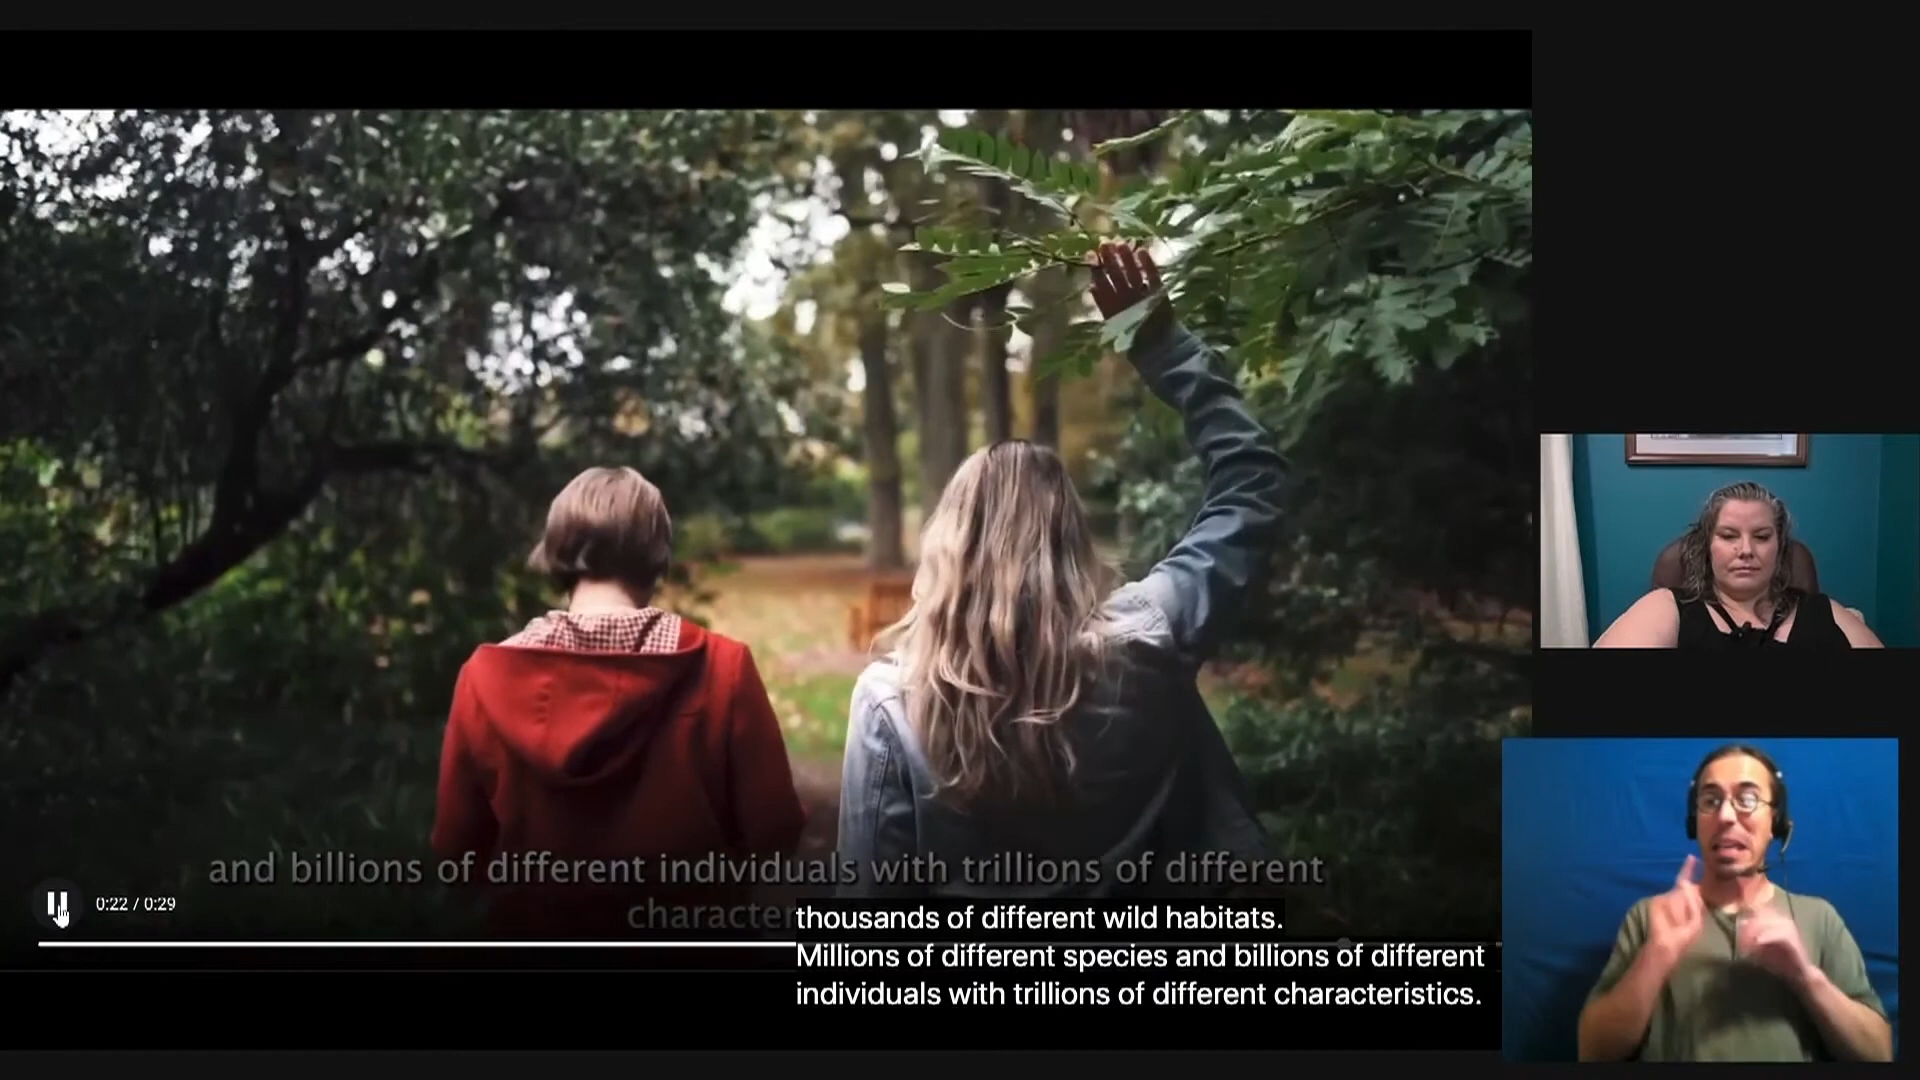 and billions of different individuals with trillions of different
character
0:22 / 0:29
thousands of different wild habitats.
Millions of different species and billions of different
individuals with trillions of different characteristics.